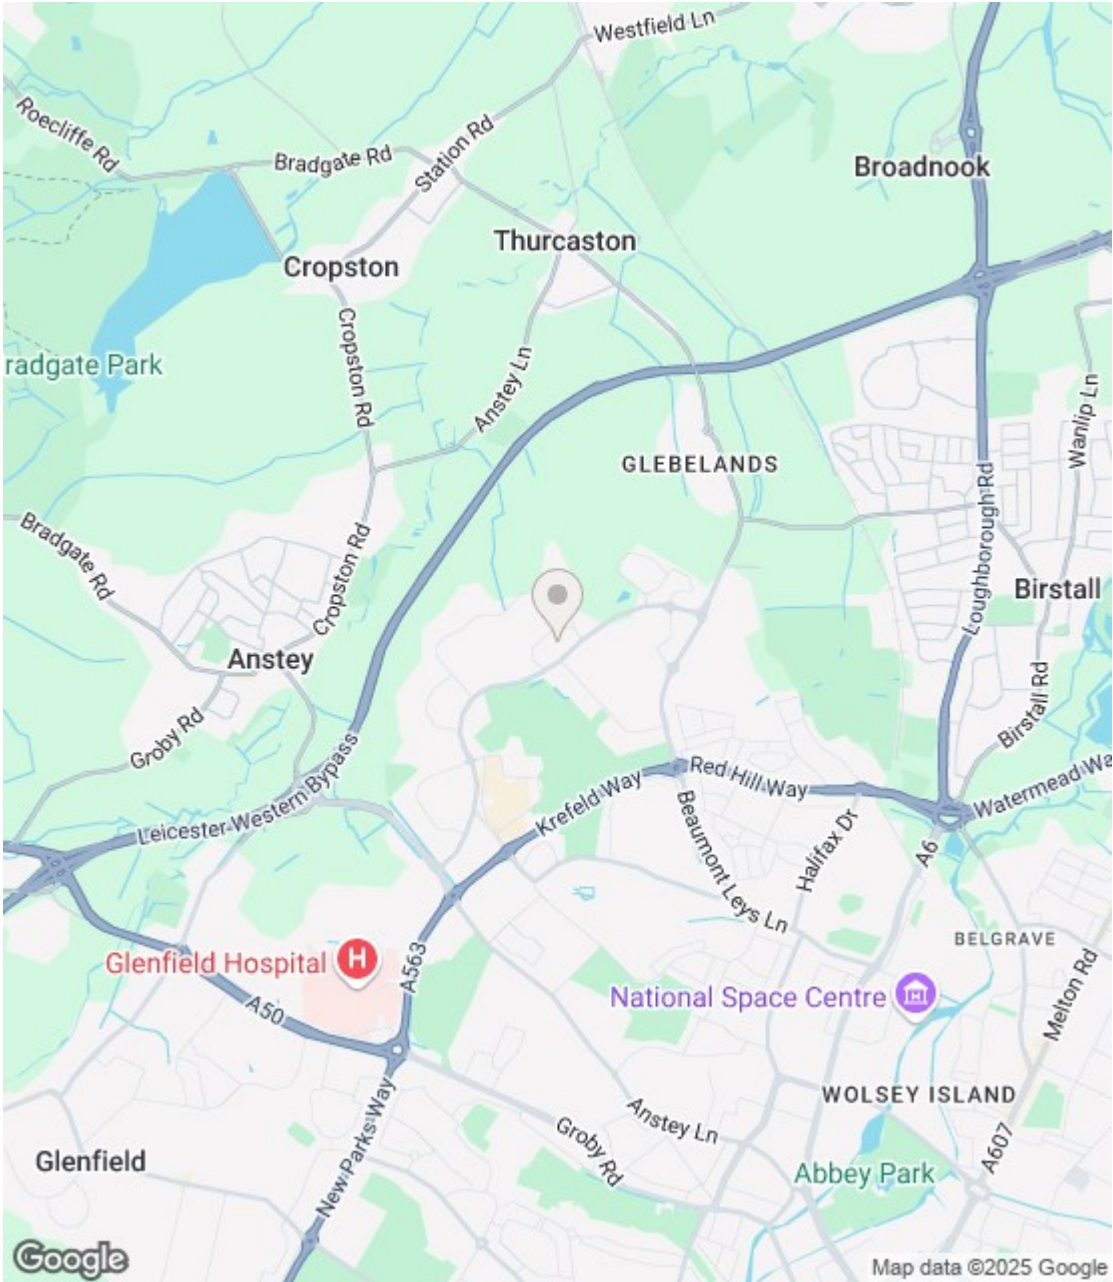 Westfield Ln
Roecliffe Rd
Bradgate Rd
Station Rd
Broadnook
Thurcaston
Cropston
radgate Park
Cropston Rd
Anstey Ln
Wanlip Ln
GLEBELANDS
Loughborough Rd
Bradgate Rd
Cropston Rd
Birstall
Anstey
Groby Rd
Birstall Rd
Leicester Western Bypass
Krefeld Way
Red Hill Way
Watermead Wa
Beaumont Leys Ln
Halifax Dr
A6
BELGRAVE
Glenfield Hospital
H
A563
A50
National Space Centre
Melton Rd
WOLSEY ISLAND
New Parks Way
Anstey Ln
Groby Rd
A607
Glenfield
Abbey Park
Google
Map data ©2025 Google